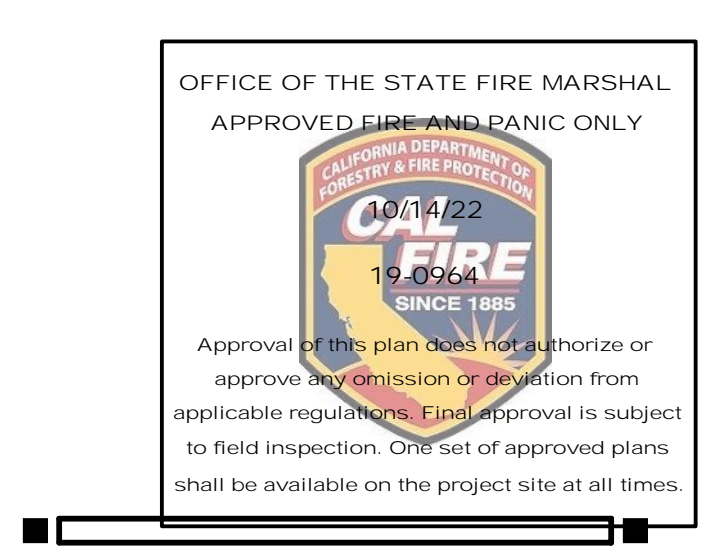 OFFICE OF THE STATE FIRE MARSHAL
APPROVED FIRE AND PANIC ONLY
CALIFORNIA DEPARTMENT OF
FORESTRY & FIRE PROTECTION
10/14/22
CAL
FIRE
19-0964
SINCE 1885
Approval of this plan does not authorize or
approve any omission or deviation from
applicable regulations. Final approval is subject
to field inspection. One set of approved plans
shall be available on the project site at all times.